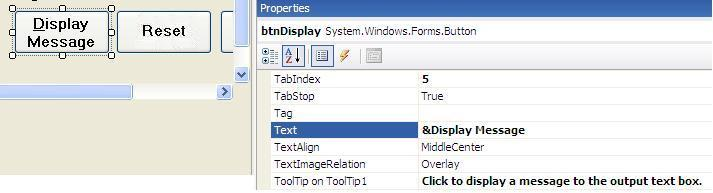 Display
Message
Reset
Properties
btnDisplay System.Windows.Forms.Button
TabIndex 5
TabStop True
Tag
Text &Display Message
TextAlign MiddleCenter
TextImageRelation Overlay
ToolTip on ToolTip1 Click to display a message to the output text box.